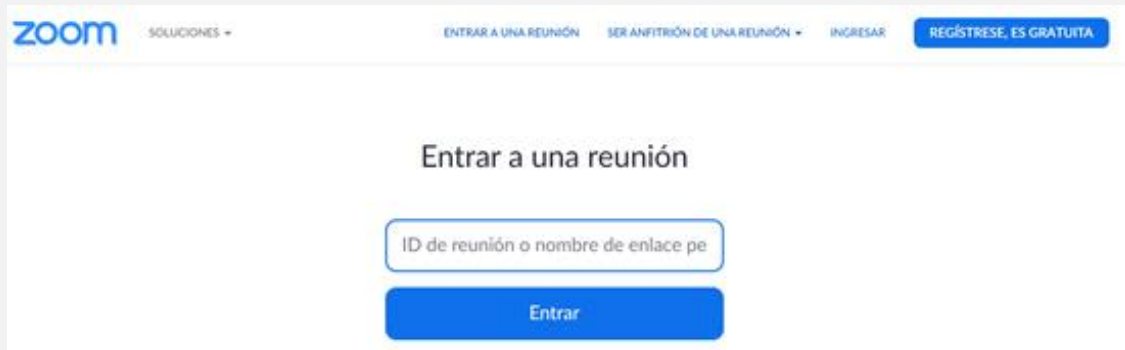 zoom SOLUCIONES ENTRAR A UNA REUNIÓN SER ANFITRIÓN DE UNA REUNIÓN INGRESAR REGÍSTRESE, ES GRATUITA
Entrar a una reunión
ID de reunión o nombre de enlace pe
Entrar